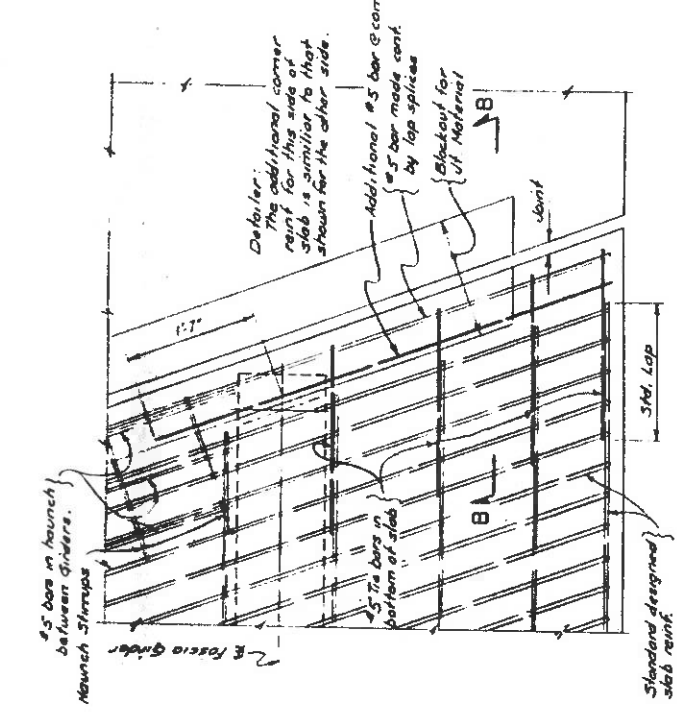 #5 bars in haunch
between Girders.
Haunch Stirrups
℄ Fascia Girder
1'-7"
Detailer:
The additional corner
reinf for this side of
slab is similiar to that
shown for the other side.
Additional #5 bar @
#5 bar made cont.
by lap splices
Blockout for
Jt Material
B
Joint
#5 Tie bars in
bottom of slab
B
Std. Lap
Standard designed
slab reinf.